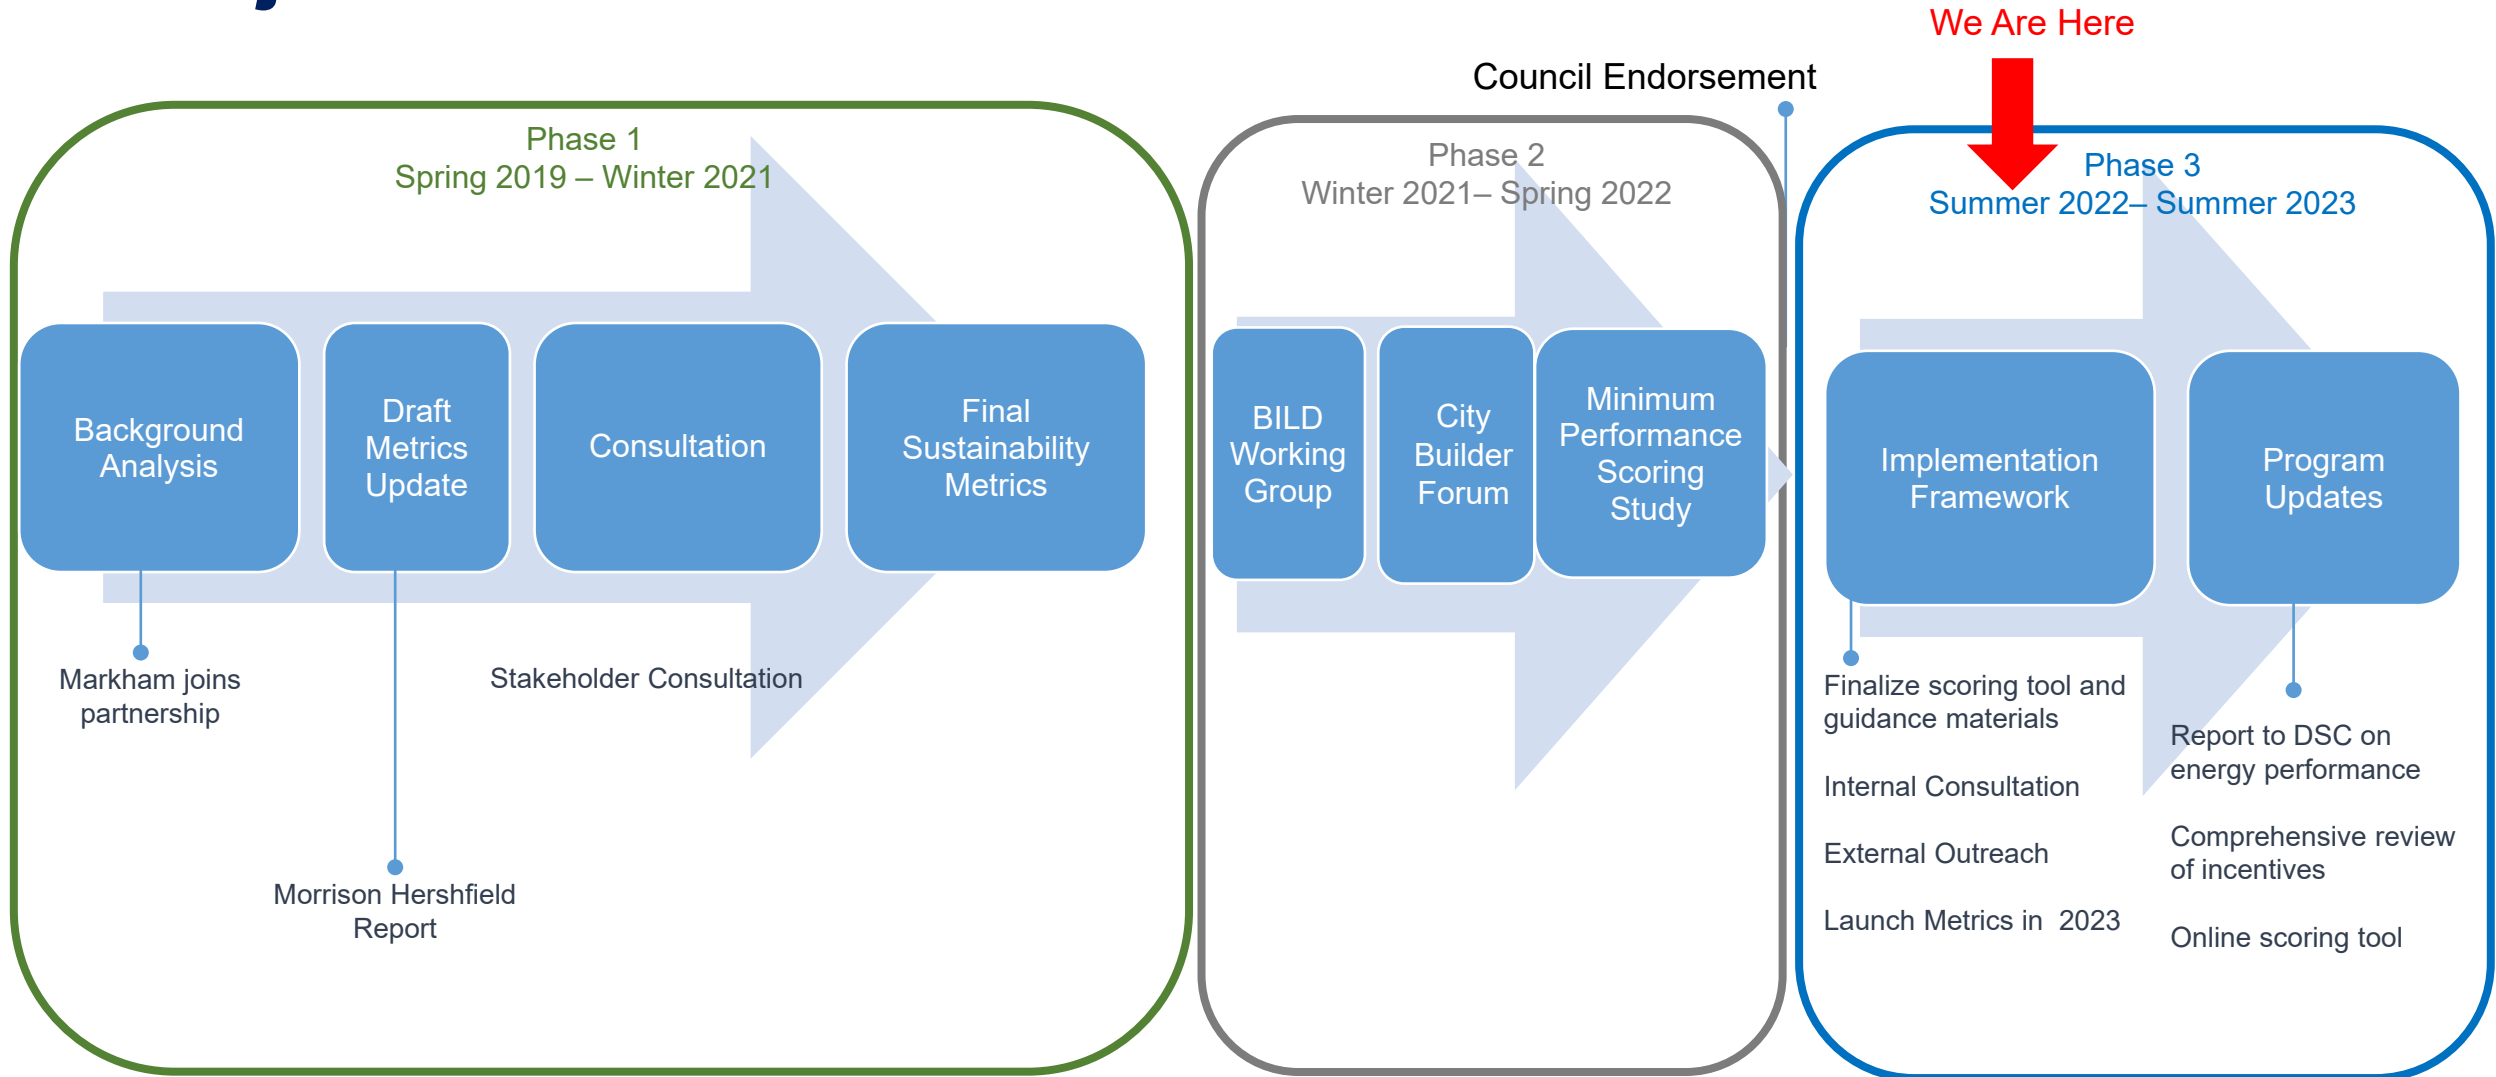 We Are Here
Council Endorsement
Phase 1
Spring 2019 – Winter 2021
Background
Analysis
Draft
Metrics
Update
Consultation
Final
Sustainability
Metrics
Markham joins
partnership
Stakeholder Consultation
Morrison Hershfield
Report
Phase 2
Winter 2021– Spring 2022
BILD
Working
Group
City
Builder
Forum
Minimum
Performance
Scoring
Study
Phase 3
Summer 2022– Summer 2023
Implementation
Framework
Program
Updates
Finalize scoring tool and
guidance materials
Internal Consultation
External Outreach
Launch Metrics in  2023
Report to DSC on
energy performance
Comprehensive review
of incentives
Online scoring tool